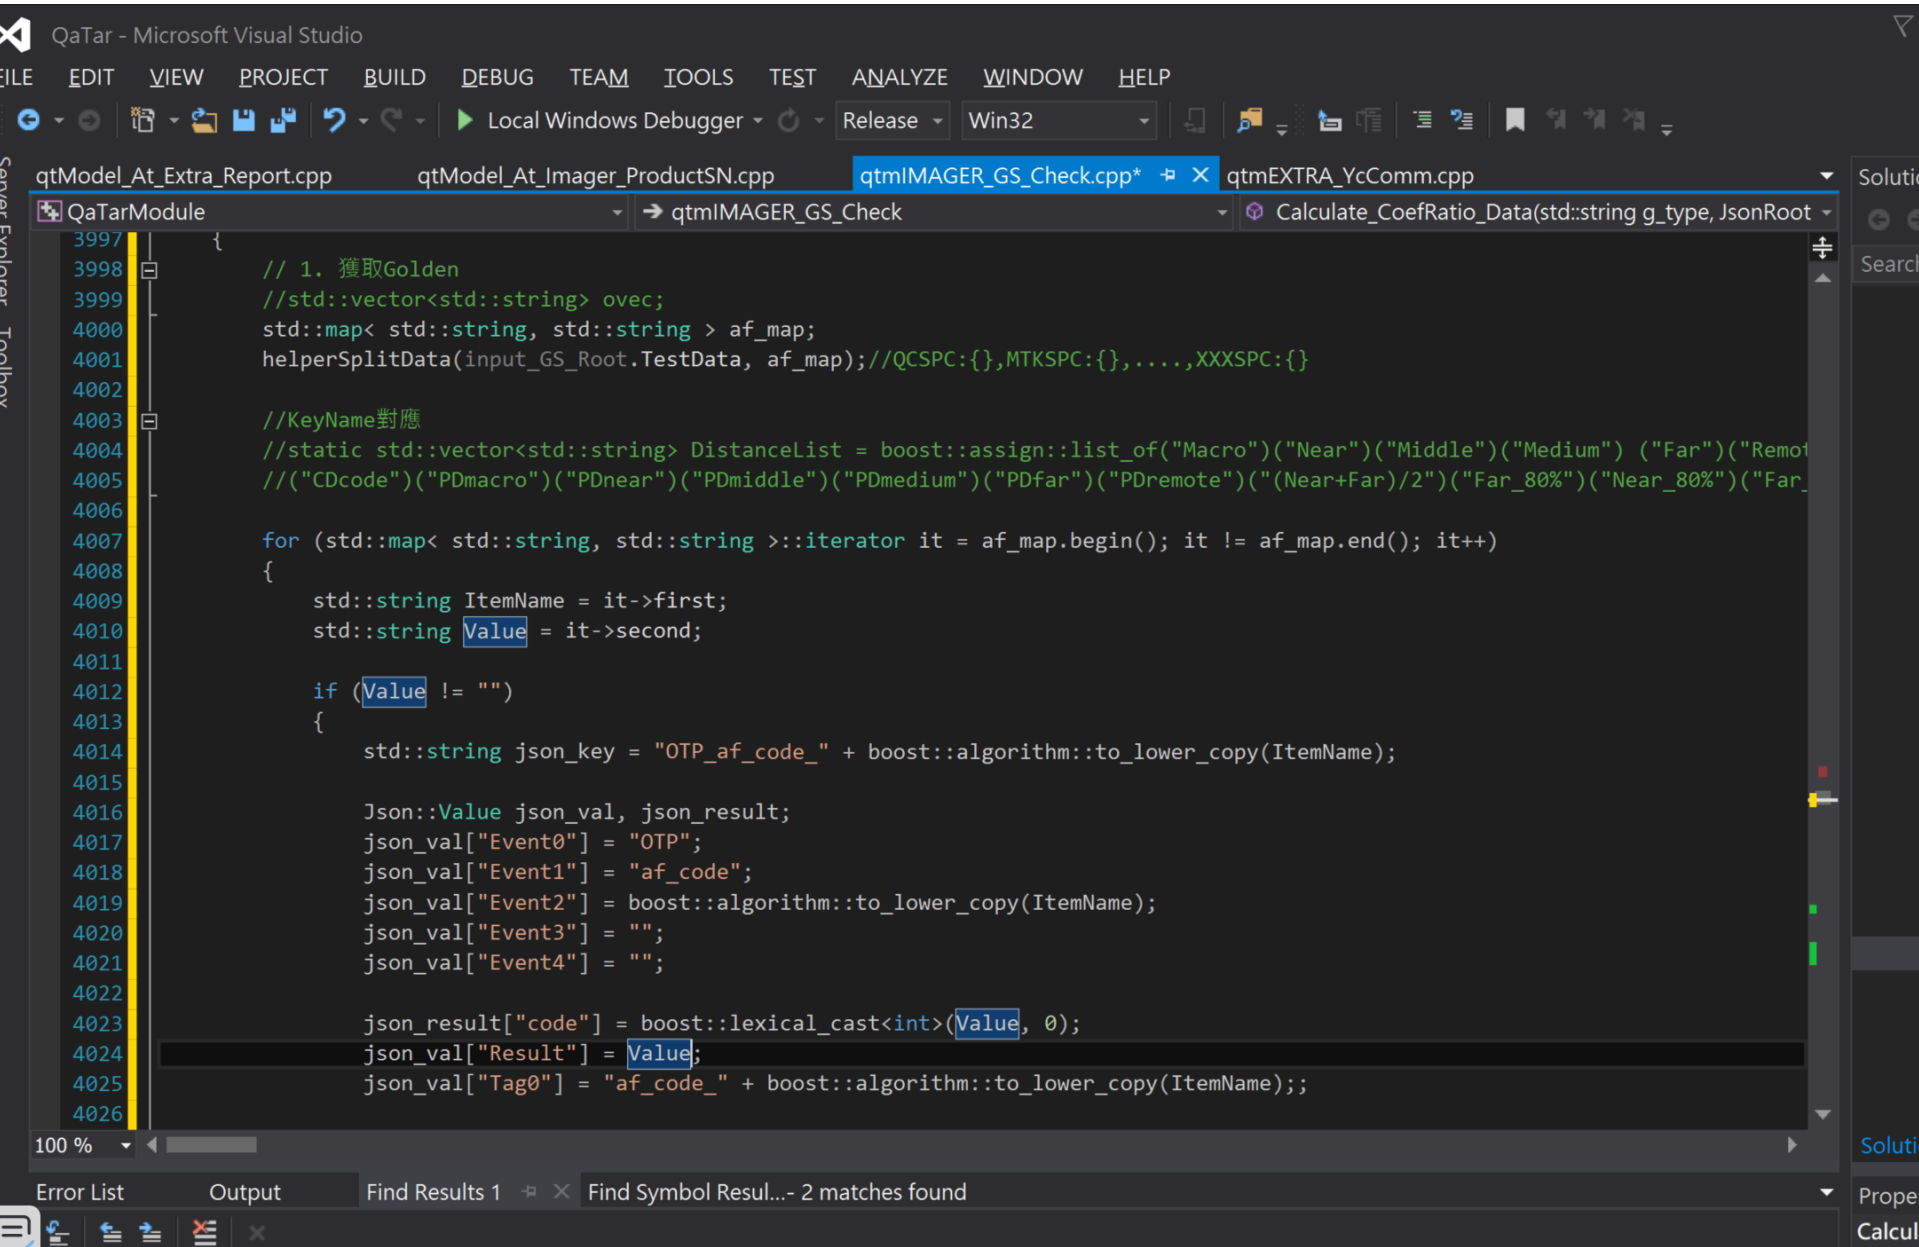 QaTar - Microsoft Visual Studio
FILE EDIT VIEW PROJECT BUILD DEBUG TEAM TOOLS TEST ANALYZE WINDOW HELP
Local Windows Debugger Release Win32
Server Explorer Toolbox
qtModel_At_Extra_Report.cpp qtModel_At_Imager_ProductSN.cpp qtmIMAGER_GS_Check.cpp* qtmEXTRA_YcComm.cpp
QaTarModule qtmIMAGER_GS_Check Calculate_CoefRatio_Data(std::string g_type, JsonRoot
3997 {
3998 // 1. 獲取Golden
3999 //std::vector<std::string> ovec;
4000 std::map< std::string, std::string > af_map;
4001 helperSplitData(input_GS_Root.TestData, af_map);//QCSPC:{},MTKSPC:{},....,XXXSPC:{}
4002
4003 //KeyName對應
4004 //static std::vector<std::string> DistanceList = boost::assign::list_of("Macro")("Near")("Middle")("Medium") ("Far")("Remot
4005 //("CDcode")("PDmacro")("PDnear")("PDmiddle")("PDmedium")("PDfar")("PDremote")("(Near+Far)/2")("Far_80%")("Near_80%")("Far_
4006
4007 for (std::map< std::string, std::string >::iterator it = af_map.begin(); it != af_map.end(); it++)
4008 {
4009 std::string ItemName = it->first;
4010 std::string Value = it->second;
4011
4012 if (Value != "")
4013 {
4014 std::string json_key = "OTP_af_code_" + boost::algorithm::to_lower_copy(ItemName);
4015
4016 Json::Value json_val, json_result;
4017 json_val["Event0"] = "OTP";
4018 json_val["Event1"] = "af_code";
4019 json_val["Event2"] = boost::algorithm::to_lower_copy(ItemName);
4020 json_val["Event3"] = "";
4021 json_val["Event4"] = "";
4022
4023 json_result["code"] = boost::lexical_cast<int>(Value, 0);
4024 json_val["Result"] = Value;
4025 json_val["Tag0"] = "af_code_" + boost::algorithm::to_lower_copy(ItemName);;
4026
100 %
Error List Output Find Results 1 Find Symbol Resul...- 2 matches found
Soluti
Search
Soluti
Prope
Calcul